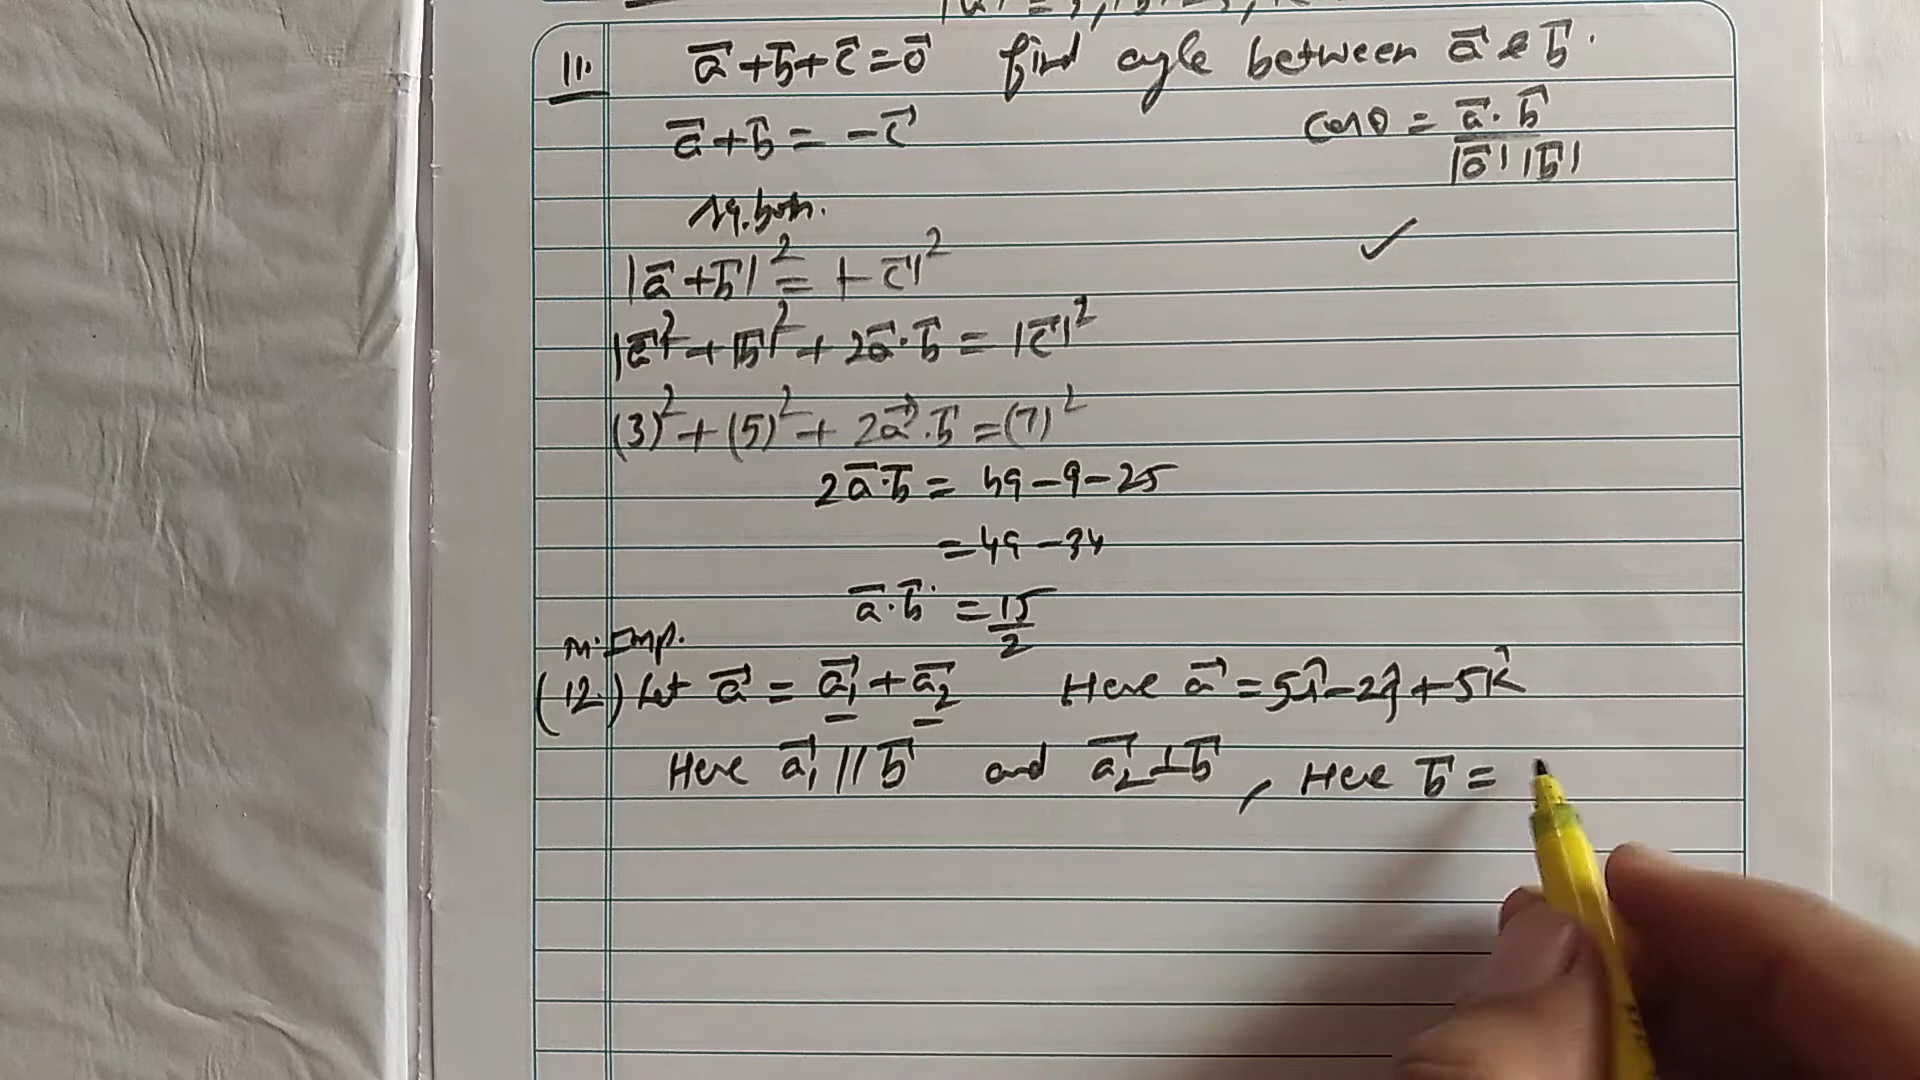 11. a⃗ + b⃗ + c⃗ = 0⃗ find angle between a⃗ & b⃗.
a⃗ + b⃗ = -c⃗
cosθ = a⃗ · b⃗ / |a⃗| |b⃗|
sq. both.
✓
|a⃗ + b⃗|² = |-c⃗|²
|a⃗|² + |b⃗|² + 2a⃗ · b⃗ = |c⃗|²
(3)² + (5)² + 2a⃗ · b⃗ = (7)²
2a⃗ · b⃗ = 49 - 9 - 25
= 49 - 34
a⃗ · b⃗ = 15/2
m. Imp.
(12.) Let a⃗ = a⃗₁ + a⃗₂ Here a⃗ = 5î - 2ĵ + 5k̂
Here a⃗₁ || b⃗ and a⃗₂ ⊥ b⃗, Here b⃗ =